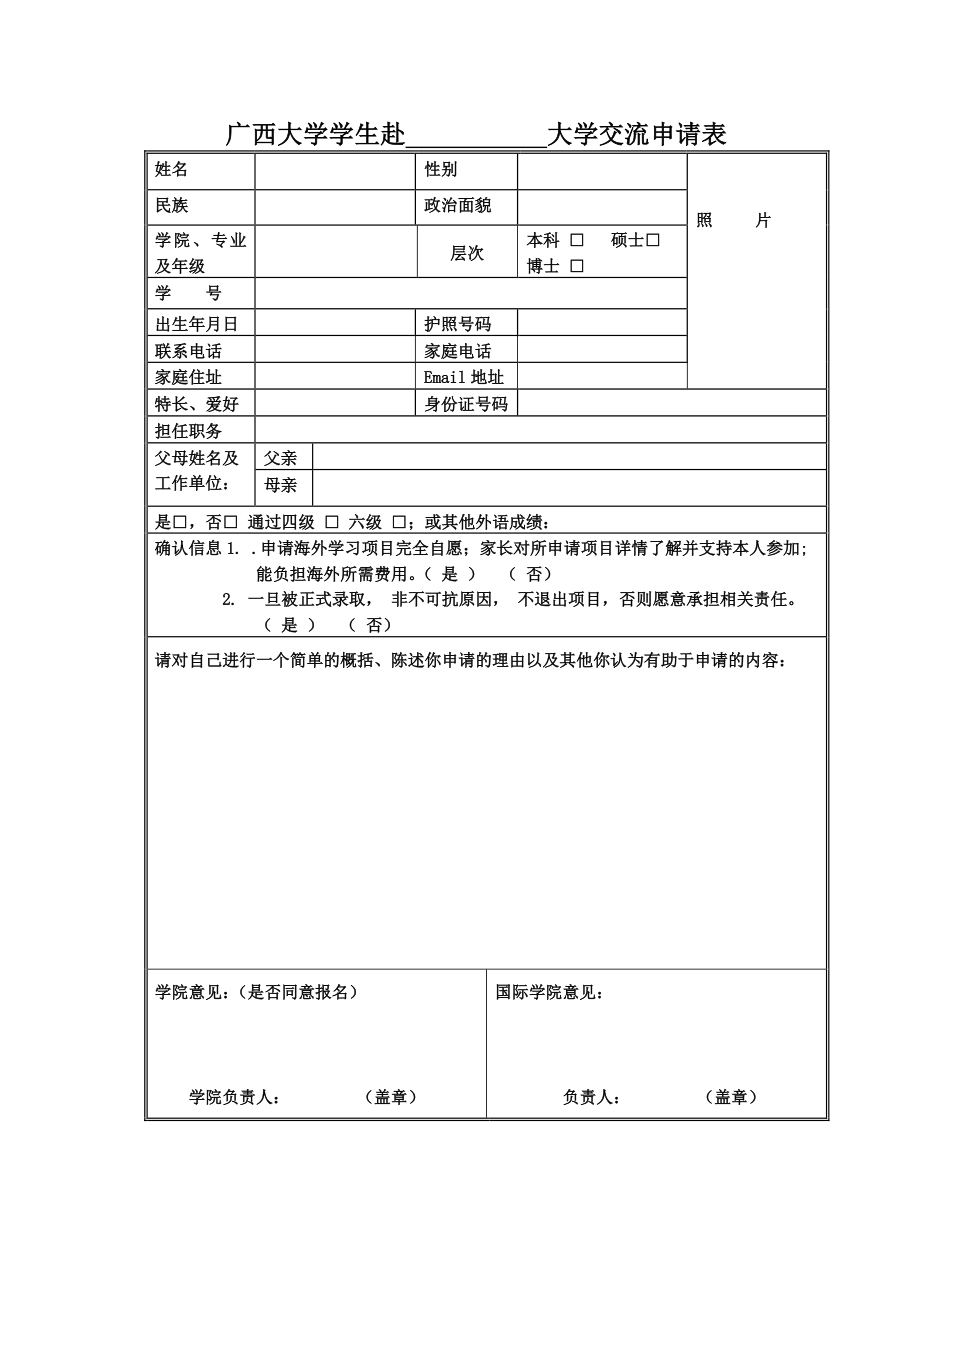 广西大学学生赴__________大学交流申请表
姓名 性别
民族 政治面貌
照 片
学院、专业
及年级
层次
本科 □ 硕士□
博士 □
学 号
出生年月日 护照号码
联系电话 家庭电话
家庭住址 Email 地址
特长、爱好 身份证号码
担任职务
父母姓名及
工作单位：
父亲
母亲
是□，否□ 通过四级 □ 六级 □；或其他外语成绩：
确认信息 1. .申请海外学习项目完全自愿；家长对所申请项目详情了解并支持本人参加；
能负担海外所需费用。（ 是 ） （ 否）
2. 一旦被正式录取， 非不可抗原因， 不退出项目，否则愿意承担相关责任。
（ 是 ） （ 否）
请对自己进行一个简单的概括、陈述你申请的理由以及其他你认为有助于申请的内容：
学院意见：（是否同意报名）
学院负责人： （盖章）
国际学院意见：
负责人： （盖章）